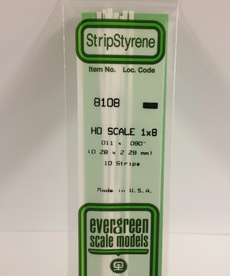 StripStyrene
Item No. Loc. Code
8108
HO SCALE 1x8
.011 x .090"
(0.28 x 2.29 mm)
10 Strips
Made in U.S.A.
evergreen
scale models